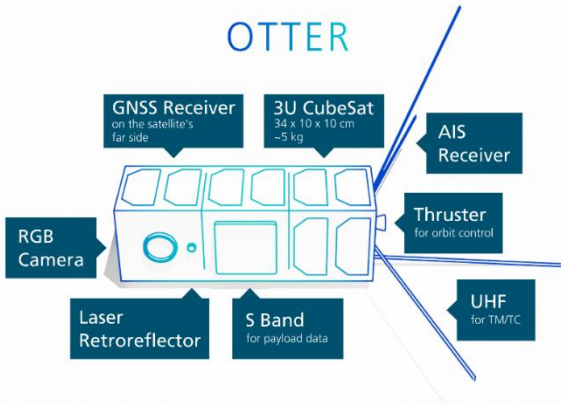 OTTER
GNSS Receiver
on the satellite's
far side
3U CubeSat
34 x 10 x 10 cm
~5 kg
AIS
Receiver
Thruster
for orbit control
RGB
Camera
Laser
Retroreflector
S Band
for payload data
UHF
for TM/TC